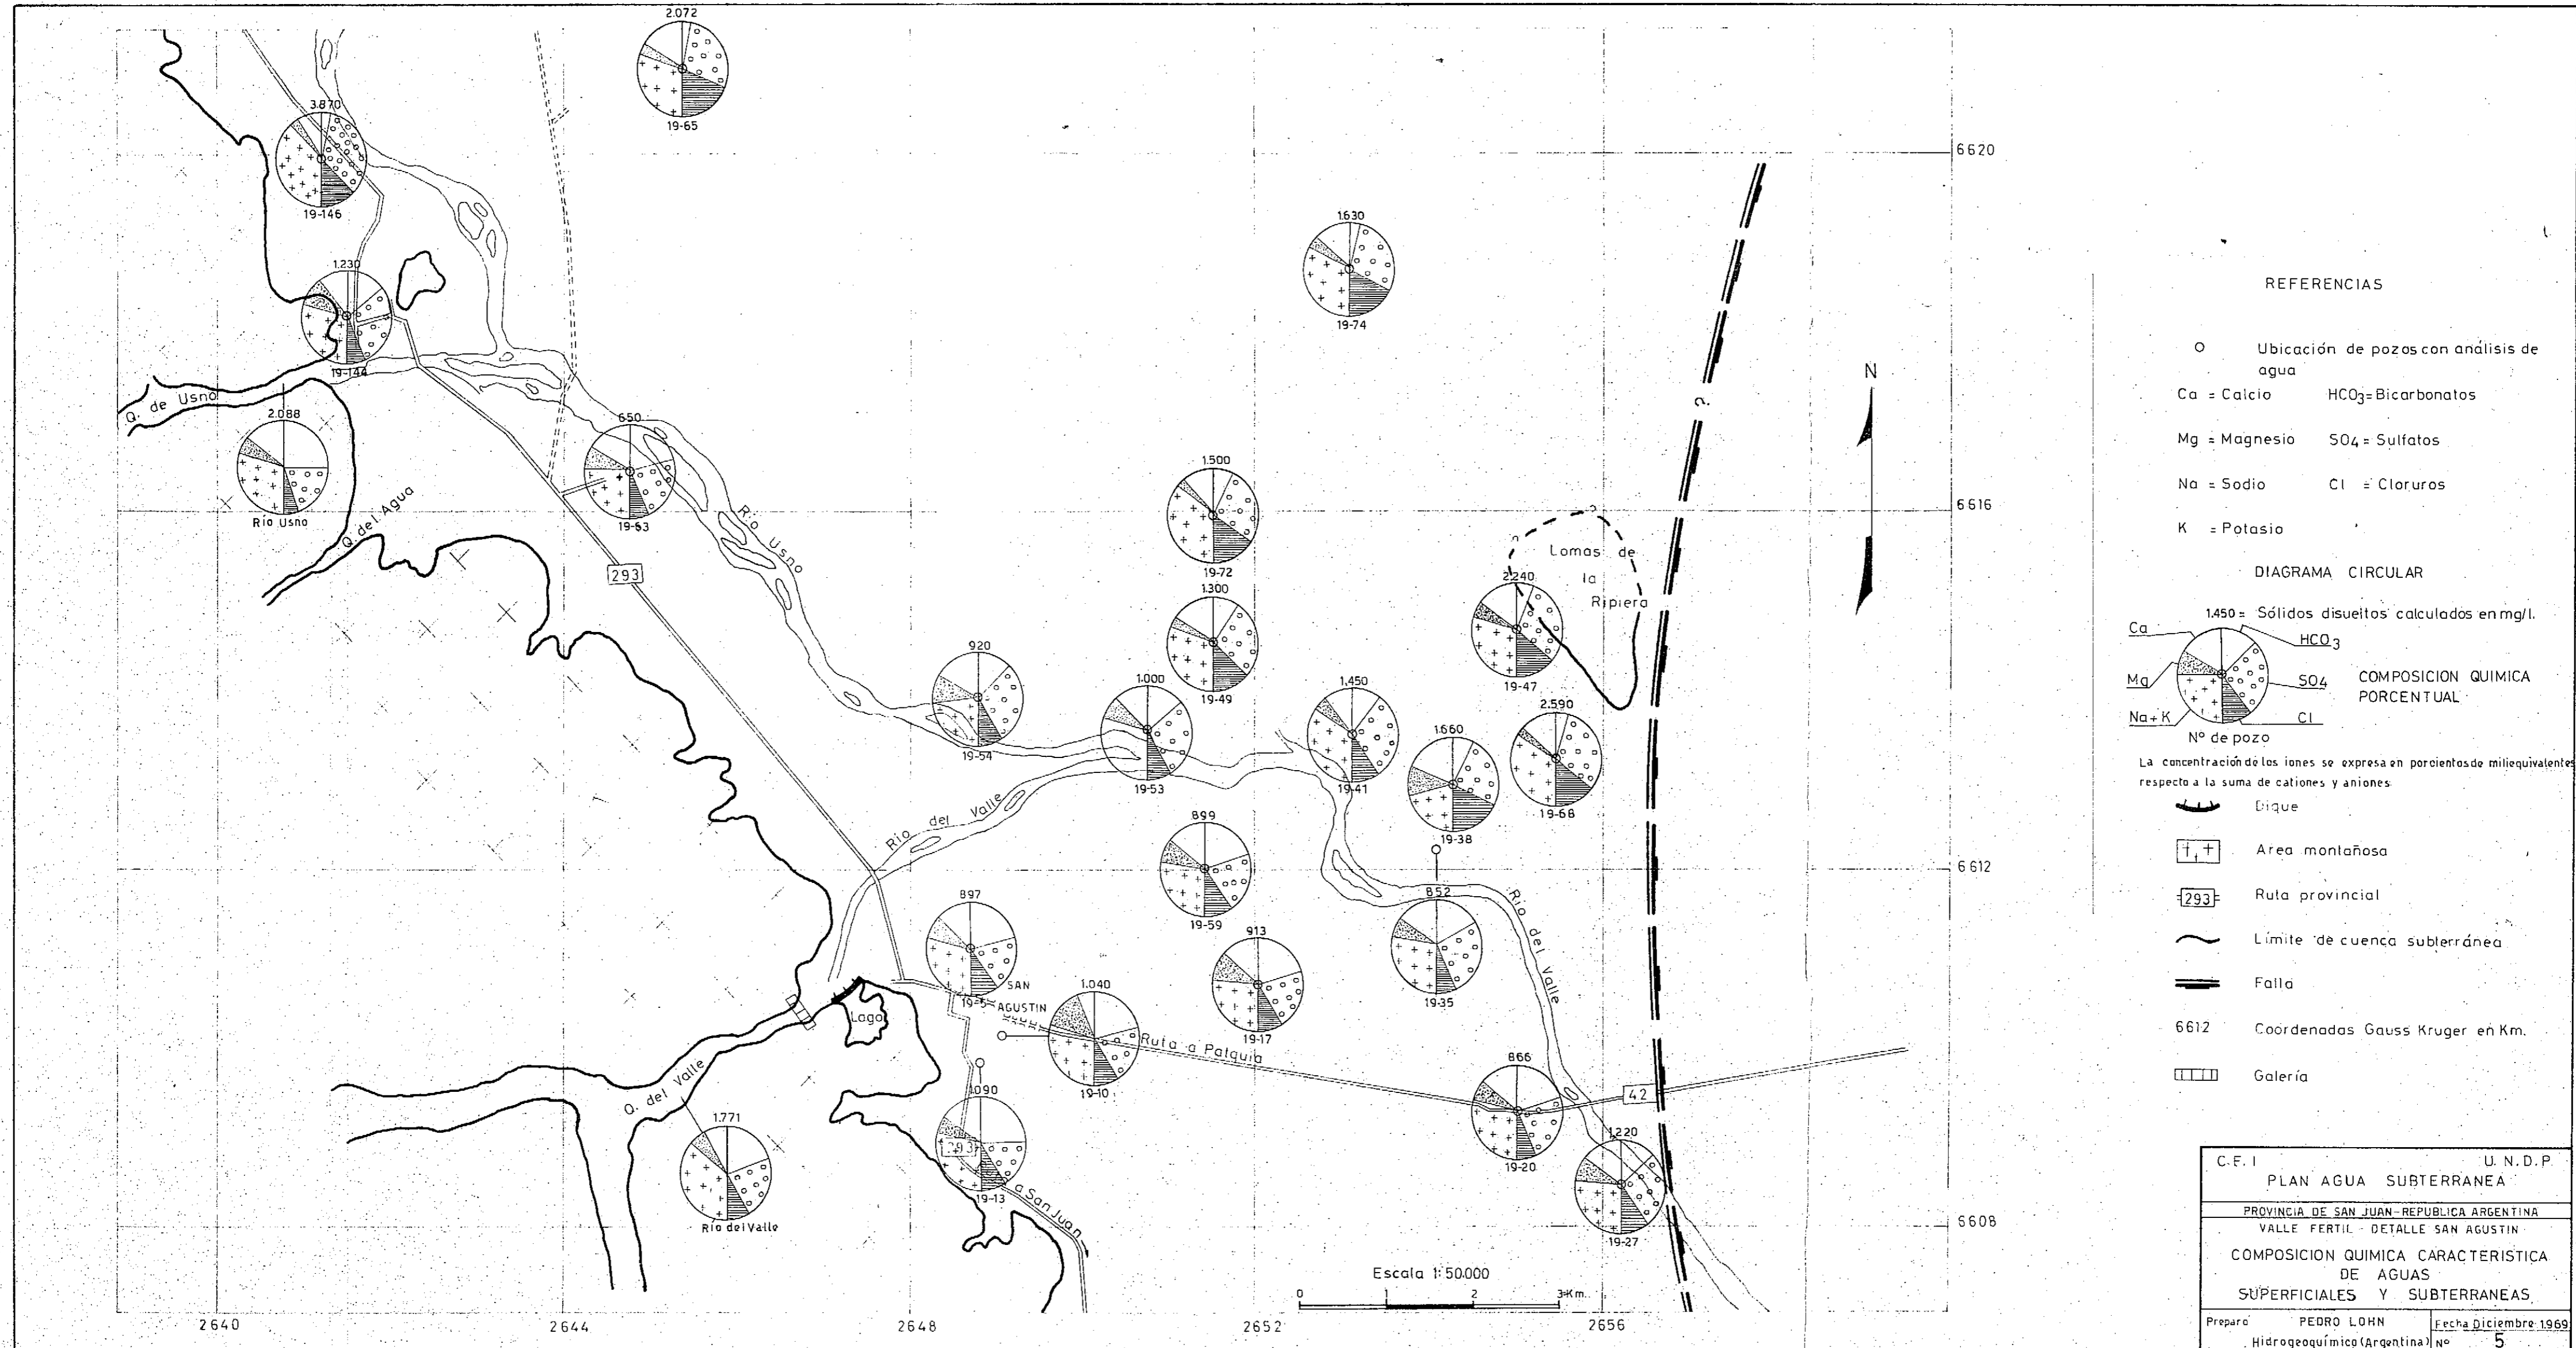 2.072
19-65
3.870
19-146
6620
1.630
19-74
1.230
19-144
Q. de Usno
2.088
Río Usno
Q. del Agua
650
19-63
Río Usno
293
1.500
19-72
6616
Lomas de
la
Ripiera
1.300
19-49
2.240
19-47
920
19-54
1.000
19-53
1,450
19-41
1.660
19-38
2.590
19-68
Río del Valle
899
19-59
6612
897
19-5
852
19-35
Río del Valle
913
19-17
SAN
AGUSTIN
Lago
1.040
19-10
Ruta a Patquia
Q. del Valle
1.771
Río del Valle
1.090
293
19-13
a San Juan
866
19-20
42
1.220
19-27
6608
N
Escala 1:50.000
0 1 2 3 Km.
2640 2644 2648 2652 2656
REFERENCIAS
Ubicación de pozos con análisis de
agua
Ca = Calcio HCO3= Bicarbonatos
Mg = Magnesio SO4 = Sulfatos
Na = Sodio Cl = Cloruros
K = Potasio
DIAGRAMA CIRCULAR
1.450 = Sólidos disueltos calculados en mg/l.
Ca
HCO3
Mg
SO4
COMPOSICION QUIMICA
PORCENTUAL
Na+K
Cl
Nº de pozo
La concentración de los iones se expresa en porcientos de miliequivalentes
respecto a la suma de cationes y aniones
Dique
Area montañosa
293 Ruta provincial
Límite de cuenca subterránea
Falla
6612 Coordenadas Gauss Kruger en Km.
Galería
C.F.I U.N.D.P.
PLAN AGUA SUBTERRANEA
PROVINCIA DE SAN JUAN-REPUBLICA ARGENTINA
VALLE FERTIL - DETALLE SAN AGUSTIN
COMPOSICION QUIMICA CARACTERISTICA
DE AGUAS
SUPERFICIALES Y SUBTERRANEAS
Preparó PEDRO LOHN Fecha Diciembre 1969
Hidrogeoquímico (Argentina) Nº 5